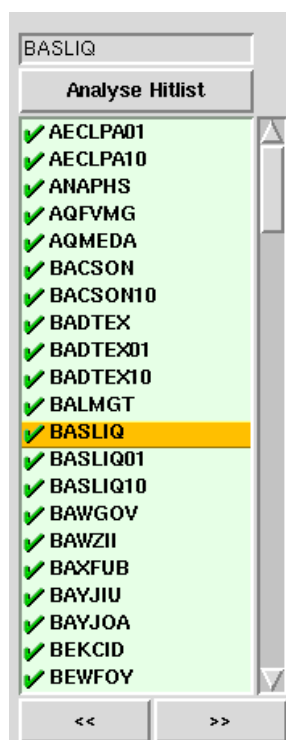 BASLIQ
Analyse Hitlist
AECLPA01
AECLPA10
ANAPHS
AQFVMG
AQMEDA
BACSON
BACSON10
BADTEX
BADTEX01
BADTEX10
BALMGT
BASLIQ
BASLIQ01
BASLIQ10
BAWGOV
BAWZII
BAXFUB
BAYJIU
BAYJOA
BEKCID
BEWFOY
<< >>